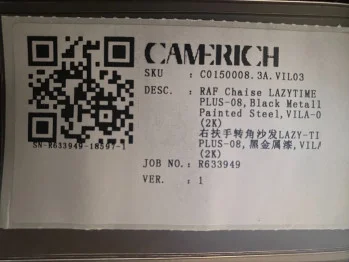 CAMERICH
SKU : C0150008.3A.VIL03
DESC. : RAF Chaise LAZYTIME
PLUS-08,Black Metall
Painted Steel,VILA-0
(2K)
右扶手转角沙发LAZY-TI
PLUS-08,黑金属漆,VILA
(2K)
JOB NO.: R633949
VER. : 1
SN-R633949-18597-1